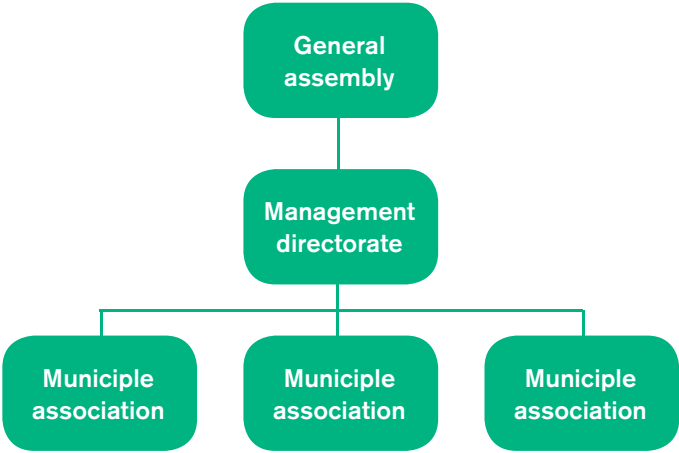 General
assembly
Management
directorate
Municiple
association
Municiple
association
Municiple
association